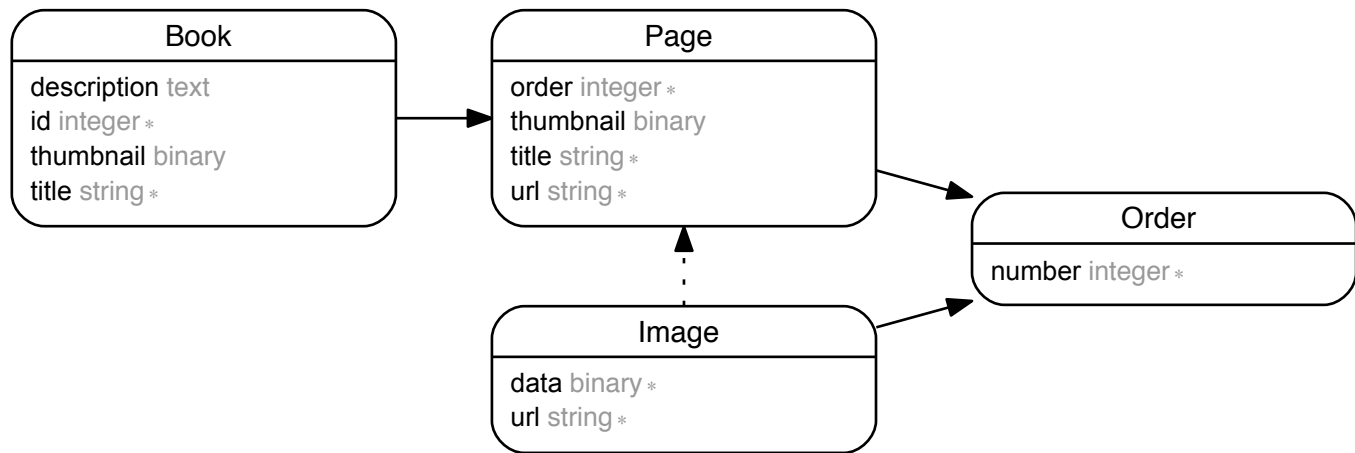 Book
description text
id integer *
thumbnail binary
title string *
Page
order integer *
thumbnail binary
title string *
url string *
Order
number integer *
Image
data binary *
url string *